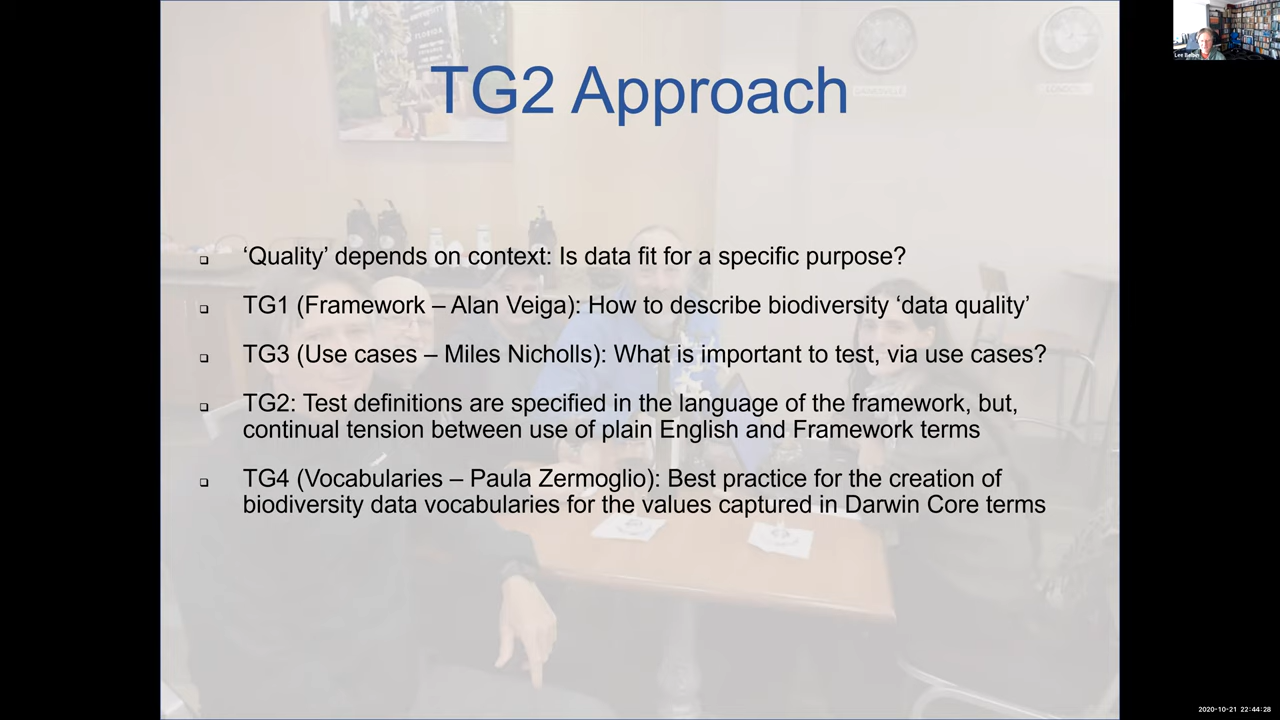 TG2 Approach
‘Quality’ depends on context: Is data fit for a specific purpose?
TG1 (Framework – Alan Veiga): How to describe biodiversity ‘data quality’
TG3 (Use cases – Miles Nicholls): What is important to test, via use cases?
TG2: Test definitions are specified in the language of the framework, but,
continual tension between use of plain English and Framework terms
TG4 (Vocabularies – Paula Zermoglio): Best practice for the creation of
biodiversity data vocabularies for the values captured in Darwin Core terms
FLORIDA
2020-10-21 22:44:28